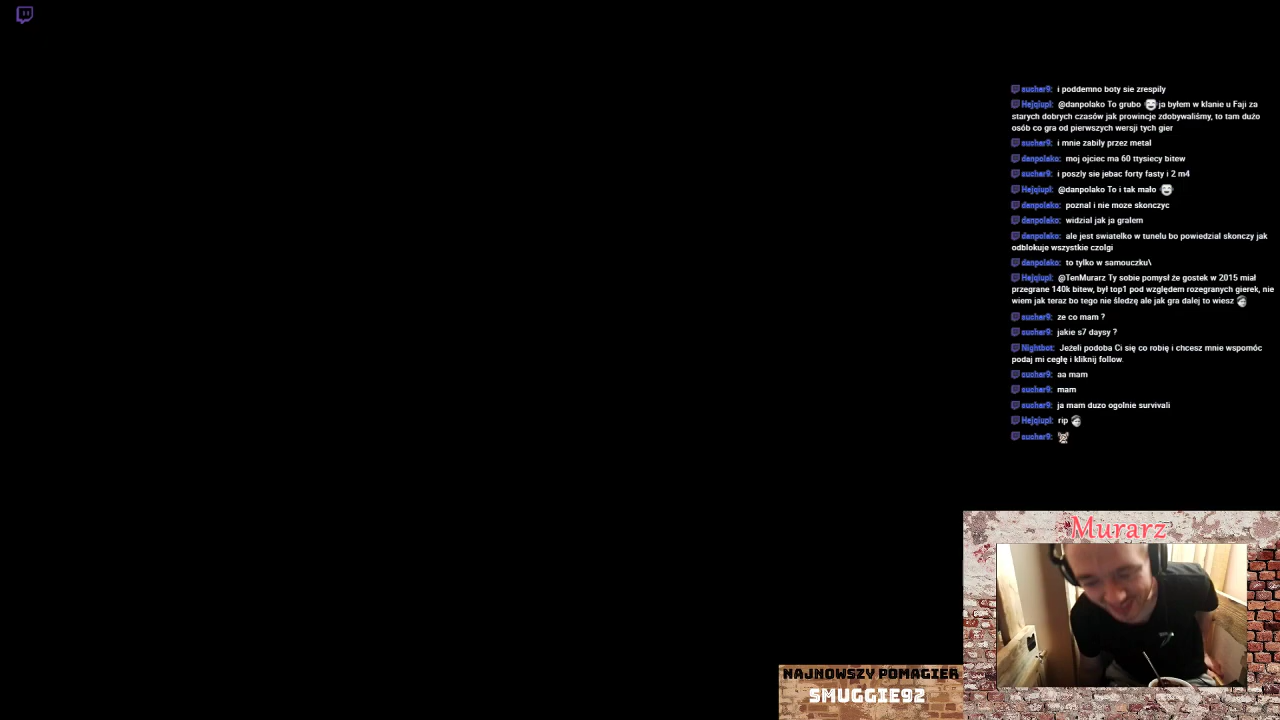 sucher9: i poddemno boty sie zrespily
Hejqiupl: @danpolako To grubo ja byłem w klanie u Faji za
starych dobrych czasów jak prowincje zdobywaliśmy, to tam dużo
osób co gra od pierwszych wersji tych gier
sucher9: i mnie zabily przez metal
danpolako: moj ojciec ma 60 ttysiecy bitew
sucher9: i poszly sie jebac forty fasty i 2 m4
Hejqiupl: @danpolako To i tak mało
danpolako: poznal i nie moze skonczyc
danpolako: widzial jak ja gralem
danpolako: ale jest swiatelko w tunelu bo powiedzial skonczy jak
odblokuje wszystkie czolgi
danpolako: to tylko w samouczku\
Hejqiupl: @TenMurarz Ty sobie pomysł że gostek w 2015 miał
przegrane 140k bitew, był top1 pod względem rozegranych gierek, nie
wiem jak teraz bo tego nie śledzę ale jak gra dalej to wiesz
sucher9: ze co mam ?
sucher9: jakie s7 daysy ?
Nightbot: Jeżeli podoba Ci się co robię i chcesz mnie wspomóc
podaj mi cegłę i kliknij follow.
sucher9: aa mam
sucher9: mam
sucher9: ja mam duzo ogolnie survivali
Hejqiupl: rip
sucher9:
Murarz
NAJNOWSZY POMAGIER
SMUGGIE92